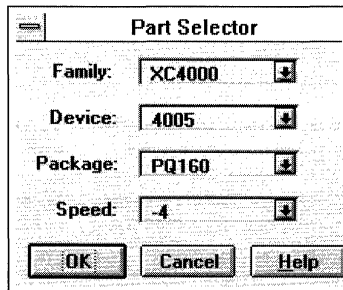 Part Selector
Family: XC4000
Device: 4005
Package: PQ160
Speed: -4
OK Cancel Help